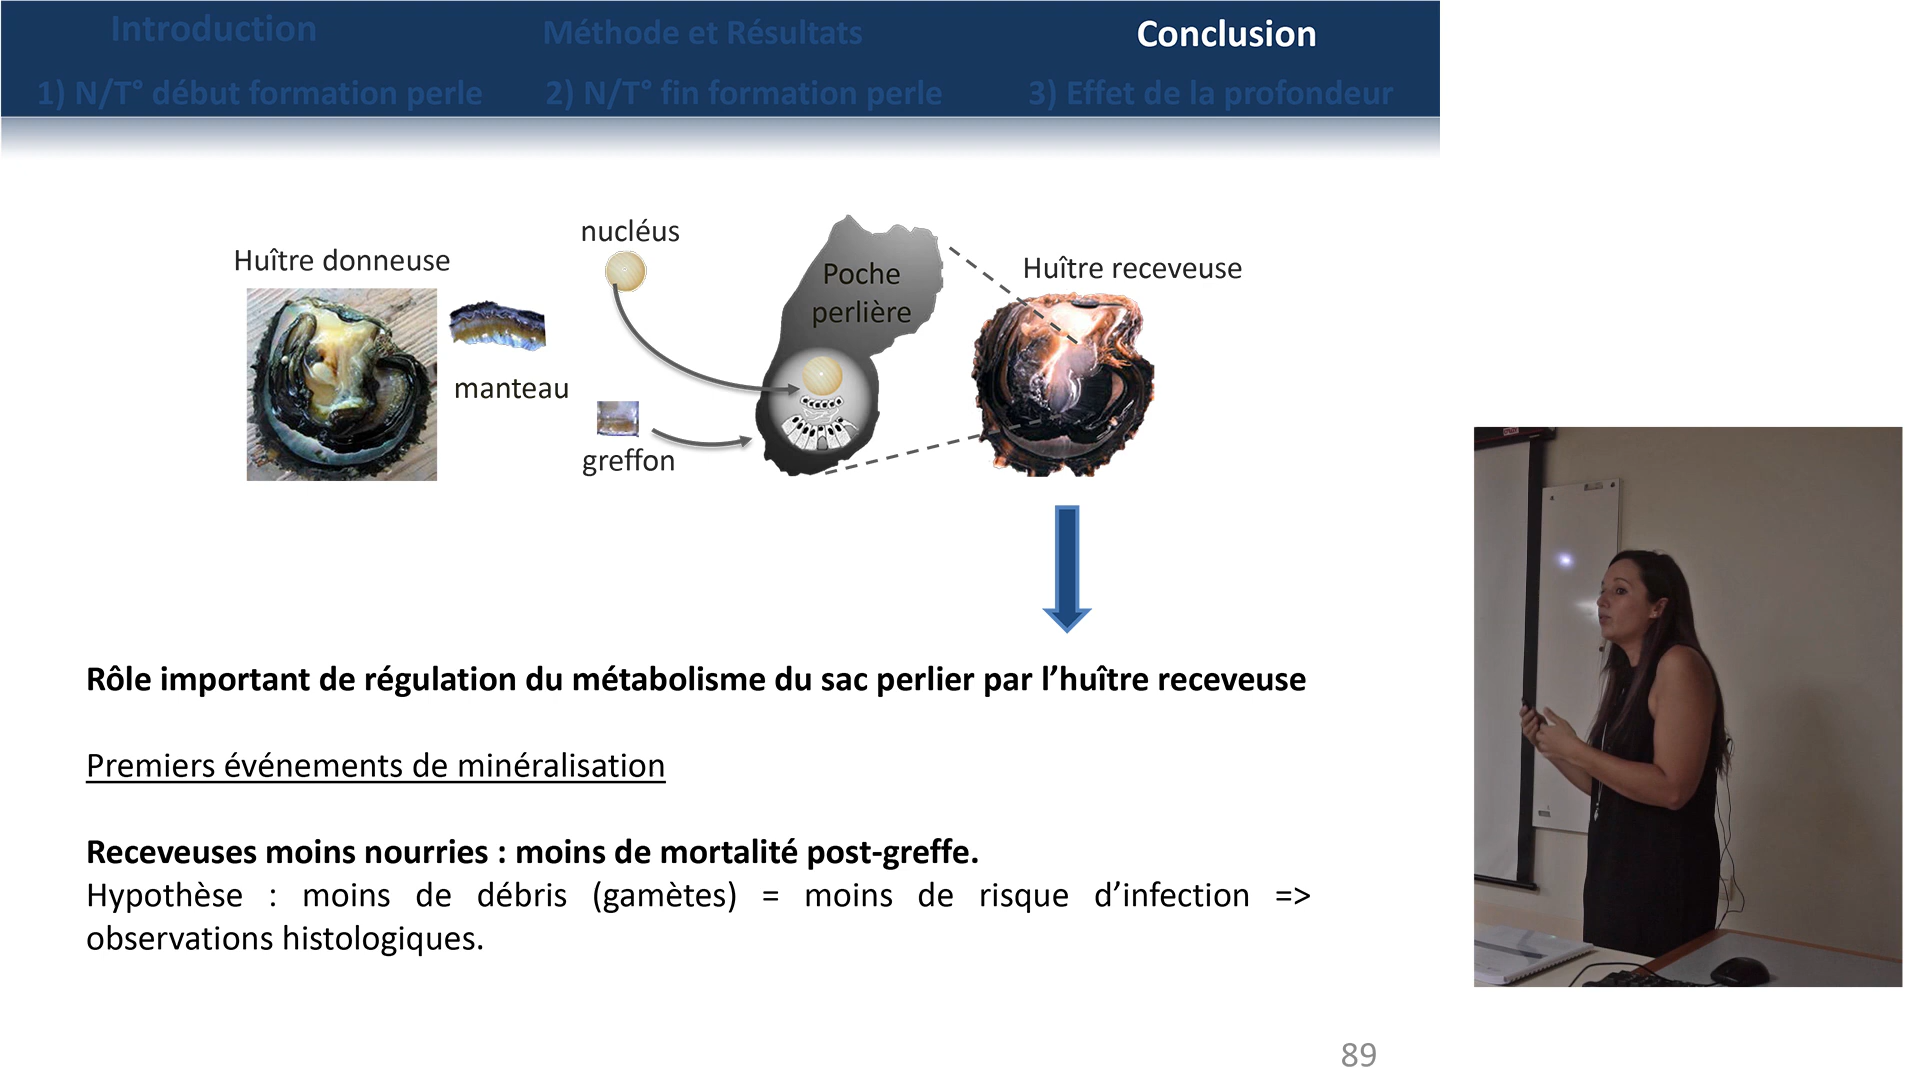 Introduction
Méthode et Résultats
Conclusion
1) N/T° début formation perle
2) N/T° fin formation perle
3) Effet de la profondeur
nucléus
Huître donneuse
Poche
perlière
Huître receveuse
manteau
greffon
Rôle important de régulation du métabolisme du sac perlier par l’huître receveuse
Premiers événements de minéralisation
Receveuses moins nourries : moins de mortalité post-greffe.
Hypothèse : moins de débris (gamètes) = moins de risque d’infection =>
observations histologiques.
89